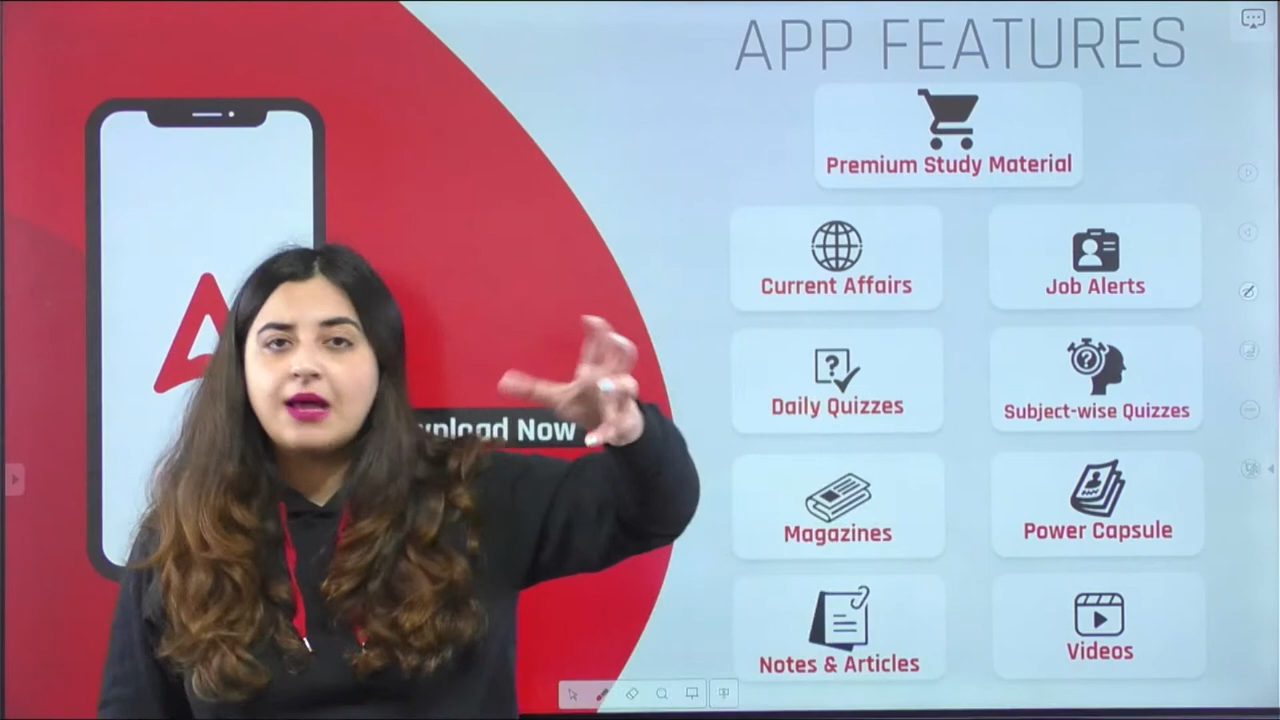 APP FEATURES
Premium Study Material
Current Affairs
Job Alerts
Daily Quizzes
Subject-wise Quizzes
Magazines
Power Capsule
Notes & Articles
Videos
Now